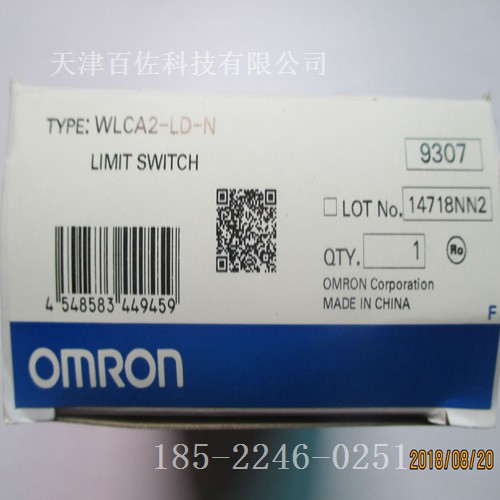 天津百佐科技有限公司
TYPE: WLCA2-LD-N
LIMIT SWITCH
9307
LOT No. 14718NN2
QTY. 1 Ro
OMRON Corporation
MADE IN CHINA
4 548583 449459
F
OMRON
185-2246-0251
2018/08/20